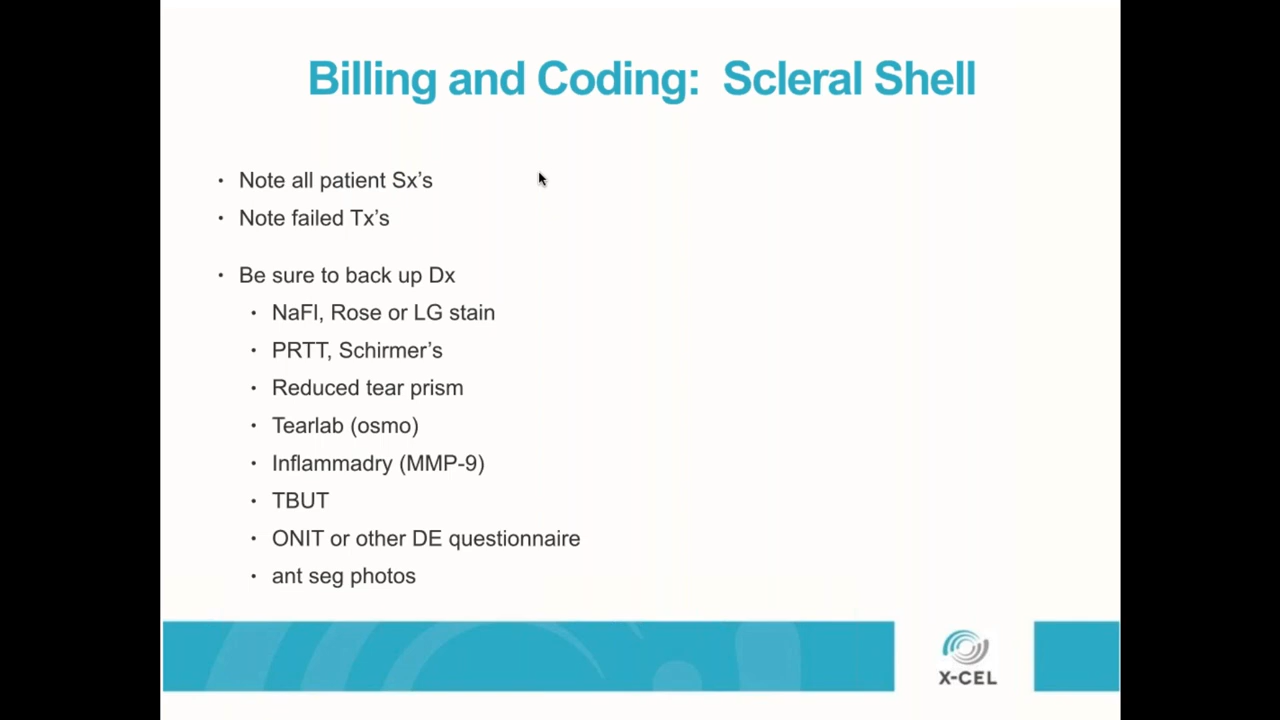 Billing and Coding: Scleral Shell
• Note all patient Sx’s
• Note failed Tx’s
• Be sure to back up Dx
• NaFl, Rose or LG stain
• PRTT, Schirmer’s
• Reduced tear prism
• Tearlab (osmo)
• Inflammadry (MMP-9)
• TBUT
• ONIT or other DE questionnaire
• ant seg photos
X-CEL